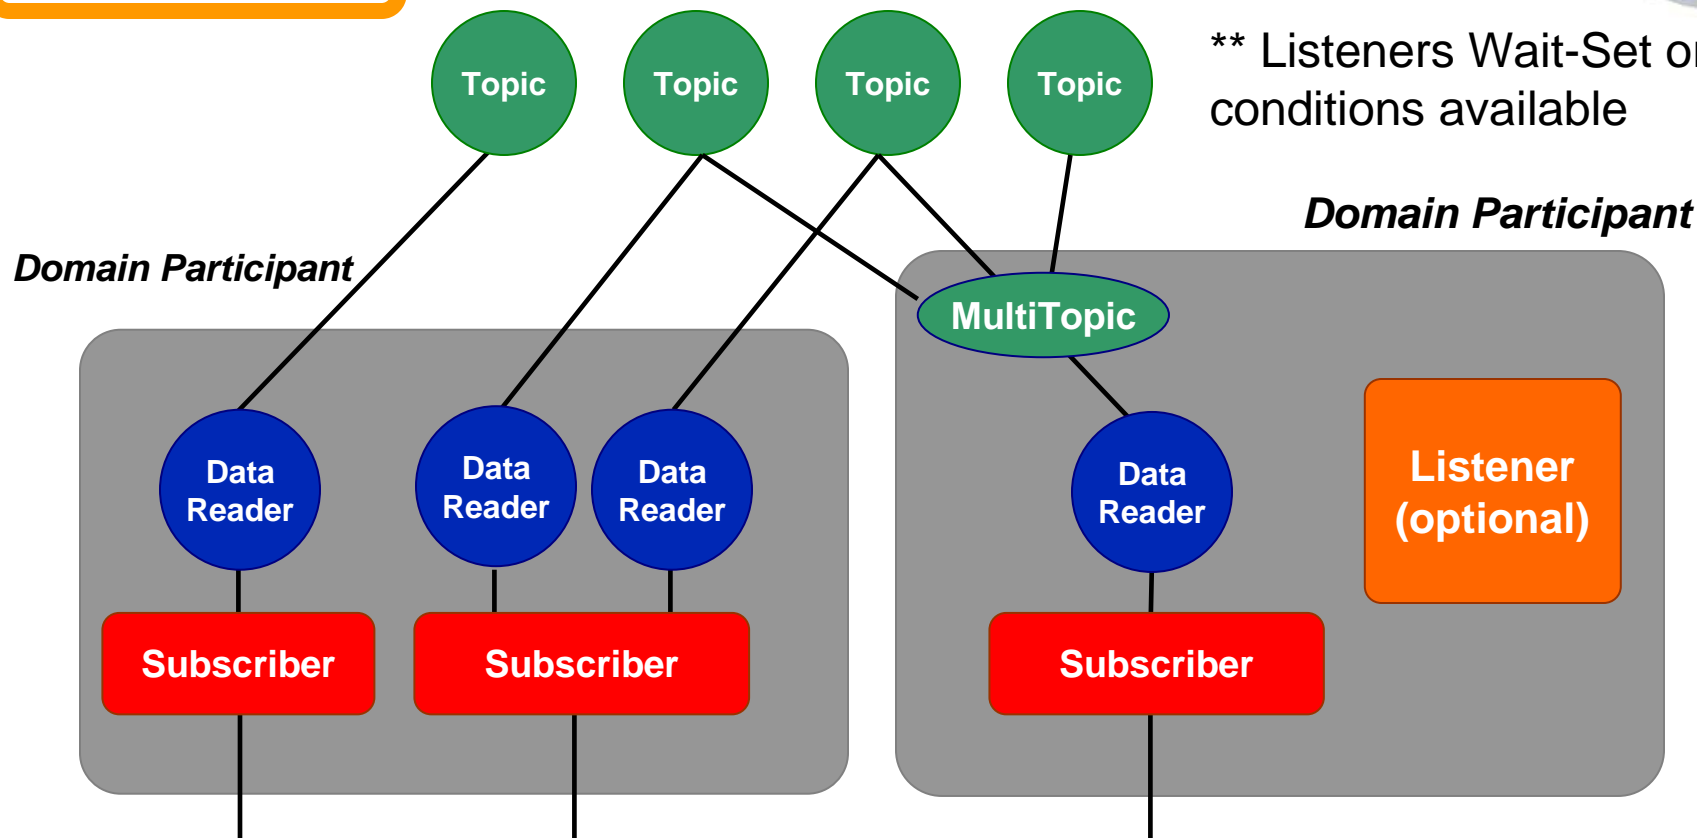 Topic Topic Topic Topic
** Listeners Wait-Set or
conditions available
Domain Participant
Domain Participant
MultiTopic
Data
Reader
Data
Reader
Data
Reader
Data
Reader
Listener
(optional)
Subscriber
Subscriber
Subscriber